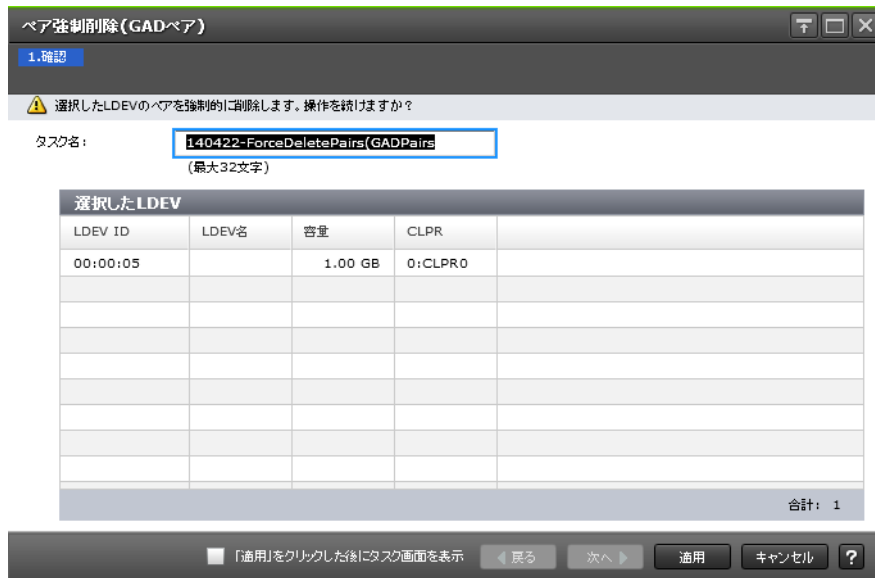 ペア強制削除(GADペア)
1.確認
選択したLDEVのペアを強制的に削除します。操作を続けますか?
タスク名: 140422-ForceDeletePairs(GADPairs
(最大32文字)
選択したLDEV
LDEV ID LDEV名 容量 CLPR
00:00:05 1.00 GB 0:CLPR0
合計: 1
「適用」をクリックした後にタスク画面を表示 戻る 次へ 適用 キャンセル ?